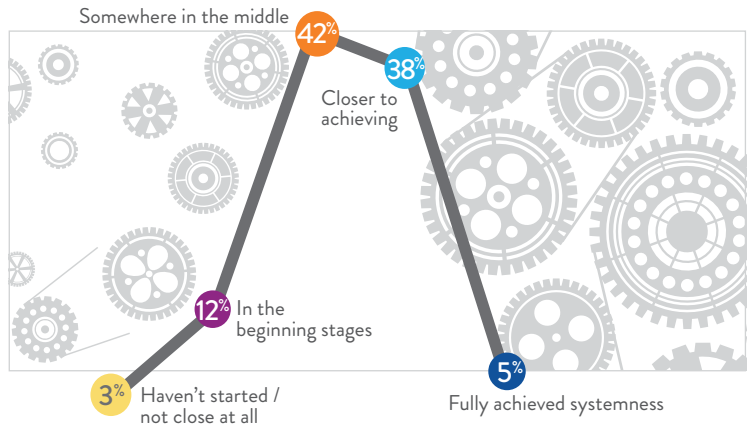 Somewhere in the middle
42%
38%
Closer to
achieving
12%
In the
beginning stages
3%
Haven't started /
not close at all
5%
Fully achieved systemness